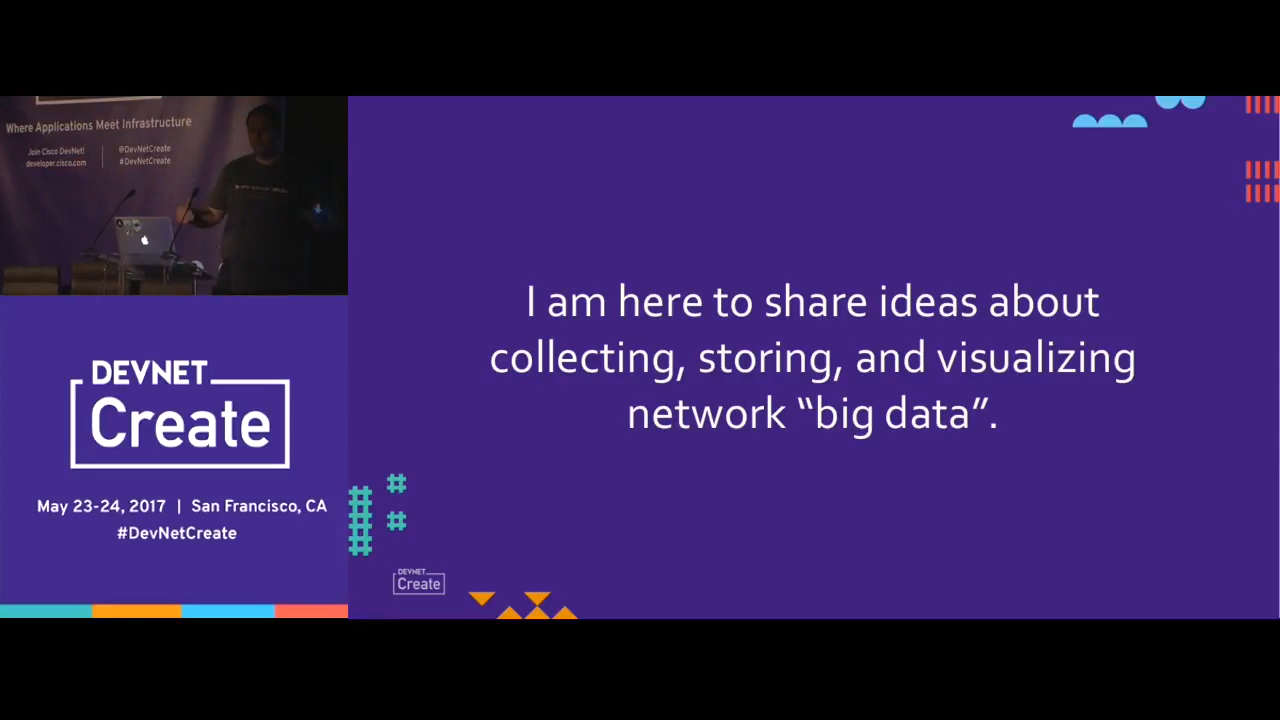 Where Applications Meet Infrastructure
Join Cisco DevNet!
developer.cisco.com
@DevNetCreate
#DevNetCreate
DEVNET
Create
May 23-24, 2017 | San Francisco, CA
#DevNetCreate
I am here to share ideas about
collecting, storing, and visualizing
network “big data”.
DEVNET
Create